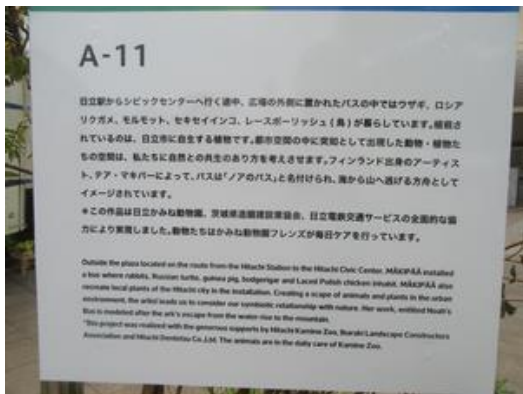 A-11
日立駅からシビックセンターへ行く途中、広場の外側に置かれたバスの中ではウサギ、ロシア
リクガメ、モルモット、セキセイインコ、レースポーリッシュ（鳥）が暮らしています。植樹さ
れているのは、日立市に自生する植物です。都市空間の中に突如として出現した動物・植物た
ちの空間は、私たちに自然との共生のあり方を考えさせます。フィンランド出身のアーティス
ト、テア・マキパーによって、バスは「ノアのバス」と名付けられ、海から山へ逃げる方舟として
イメージされています。
＊この作品は日立かみね動物園、茨城県造園建設業協会、日立電鉄交通サービスの全面的な協
力により実現しました。動物たちはかみね動物園フレンズが毎日ケアを行っています。
Outside the plaza located on the route from the Hitachi Station to the Hitachi Civic Center, MÄKIPÄÄ installed
a bus where rabbits, Russian turtle, guinea pig, budgerigar and Laced Polish chicken inhabit. MÄKIPÄÄ also
recreate local plants of the Hitachi city in the installation. Creating a scape of animals and plants in the urban
environment, the artist leads us to consider our symbiotic relationship with nature. Her work, entitled Noah's
Bus is modeled after the ark's escape from the water rise to the mountain.
*This project was realized with the generous supports by Hitachi Kamine Zoo, Ibaraki Landscape Constructors
Association and Hitachi Dentetsu Co.,Ltd. The animals are in the daily care of Kamine Zoo.